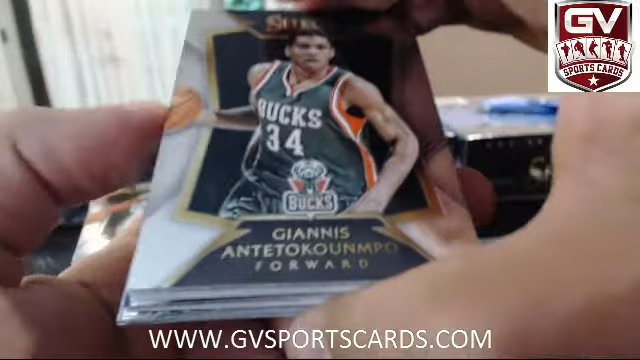 SELECT
GV
SPORTS CARDS
BUCKS
34
BUCKS
GIANNIS
ANTETOKOUNMPO
FORWARD
WWW.GVSPORTSCARDS.COM